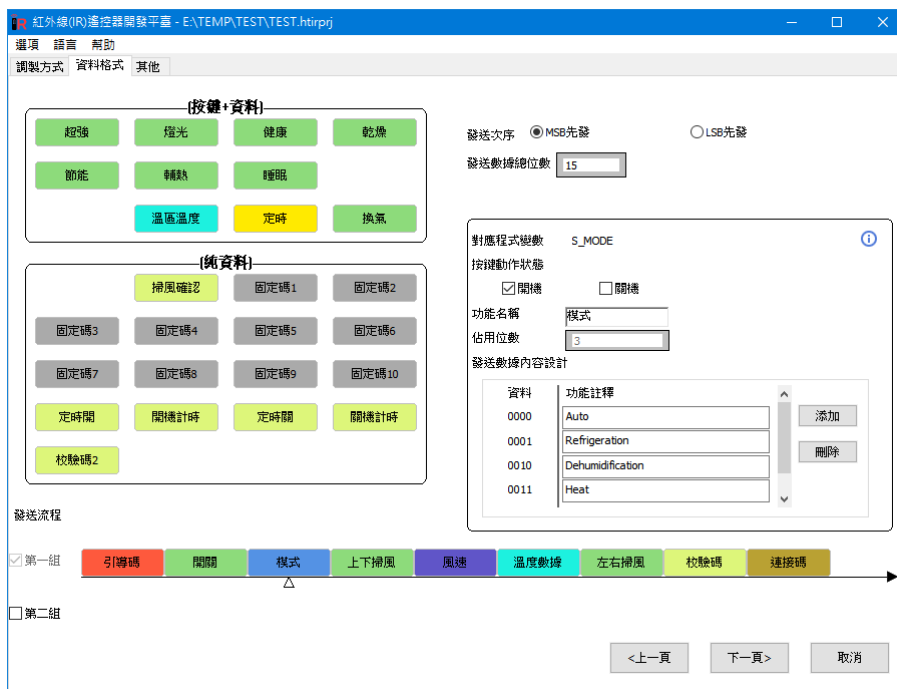 紅外線(IR)遙控器開發平臺 - E:\TEMP\TEST\TEST.htirprj
選項 語言 幫助
調製方式 資料格式 其他
(按鍵+資料)
超強 燈光 健康 乾燥
節能 輔熱 睡眠
溫區溫度 定時 換氣
(純資料)
掃風確認 固定碼1 固定碼2
固定碼3 固定碼4 固定碼5 固定碼6
固定碼7 固定碼8 固定碼9 固定碼10
定時開 開機計時 定時關 關機計時
校驗碼2
發送次序 MSB先發 LSB先發
發送數據總位數 15
對應程式變數 S_MODE
按鍵動作狀態
開機 關機
功能名稱 模式
佔用位數 3
發送數據內容設計
資料 功能註釋
0000 Auto
0001 Refrigeration
0010 Dehumidification
0011 Heat
添加
刪除
發送流程
第一組 引導碼 開關 模式 上下掃風 風速 溫度數據 左右掃風 校驗碼 連接碼
第二組
<上一頁 下一頁> 取消